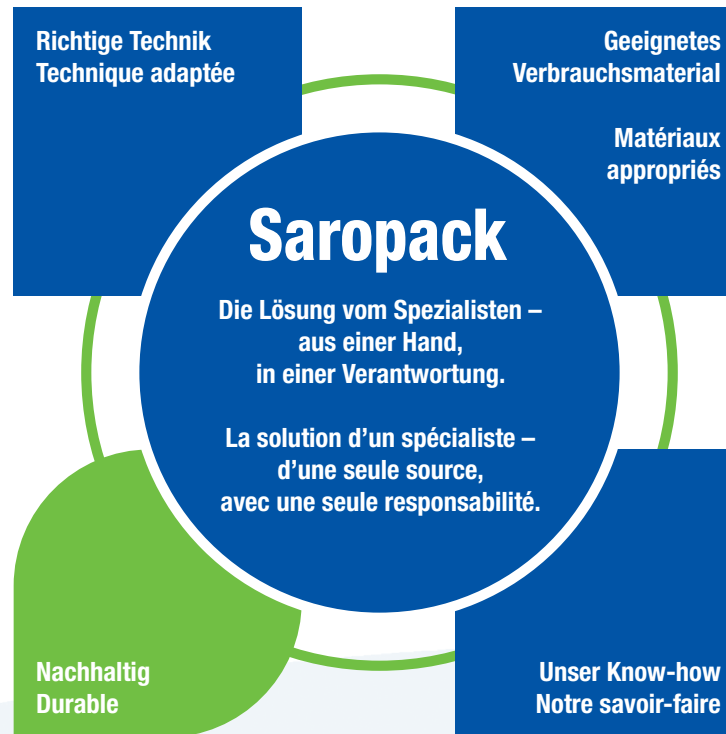 Richtige Technik
Technique adaptée
Geeignetes
Verbrauchsmaterial
Matériaux
appropriés
Saropack
Die Lösung vom Spezialisten –
aus einer Hand,
in einer Verantwortung.
La solution d’un spécialiste –
d’une seule source,
avec une seule responsabilité.
Nachhaltig
Durable
Unser Know-how
Notre savoir-faire